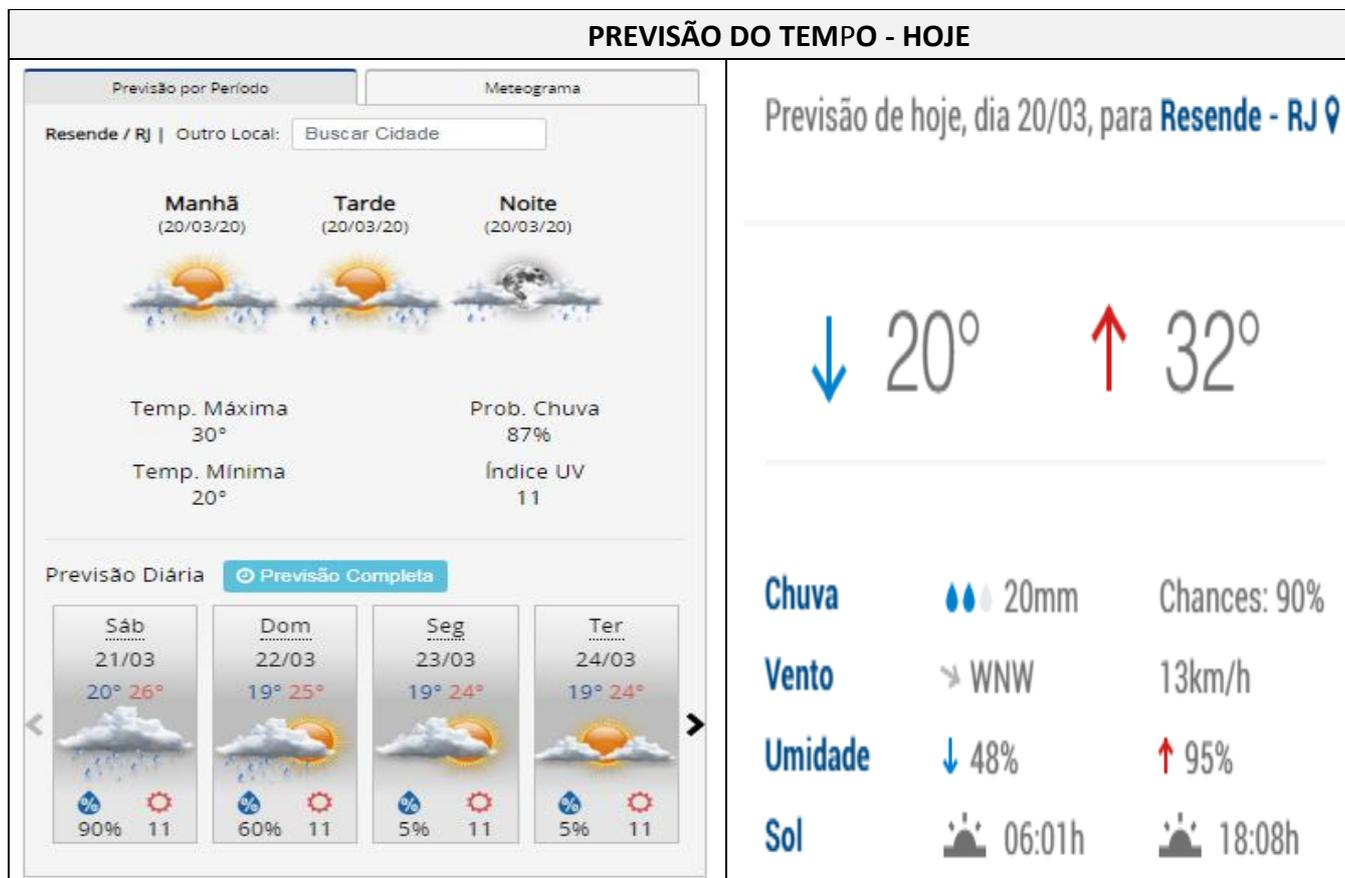 PREVISÃO DO TEMPO - HOJE
Previsão por Período
Meteograma
Resende / RJ | Outro Local: Buscar Cidade
Manhã Tarde Noite
(20/03/20) (20/03/20) (20/03/20)
Temp. Máxima Prob. Chuva
30° 87%
Temp. Mínima Índice UV
20° 11
Previsão Diária Previsão Completa
Sáb Dom Seg Ter
21/03 22/03 23/03 24/03
20° 26° 19° 25° 19° 24° 19° 24°
% % % %
90% 11 60% 11 5% 11 5% 11
Previsão de hoje, dia 20/03, para Resende - RJ
↓ 20° ↑ 32°
Chuva 20mm Chances: 90%
Vento WNW 13km/h
Umidade ↓ 48% ↑ 95%
Sol 06:01h 18:08h